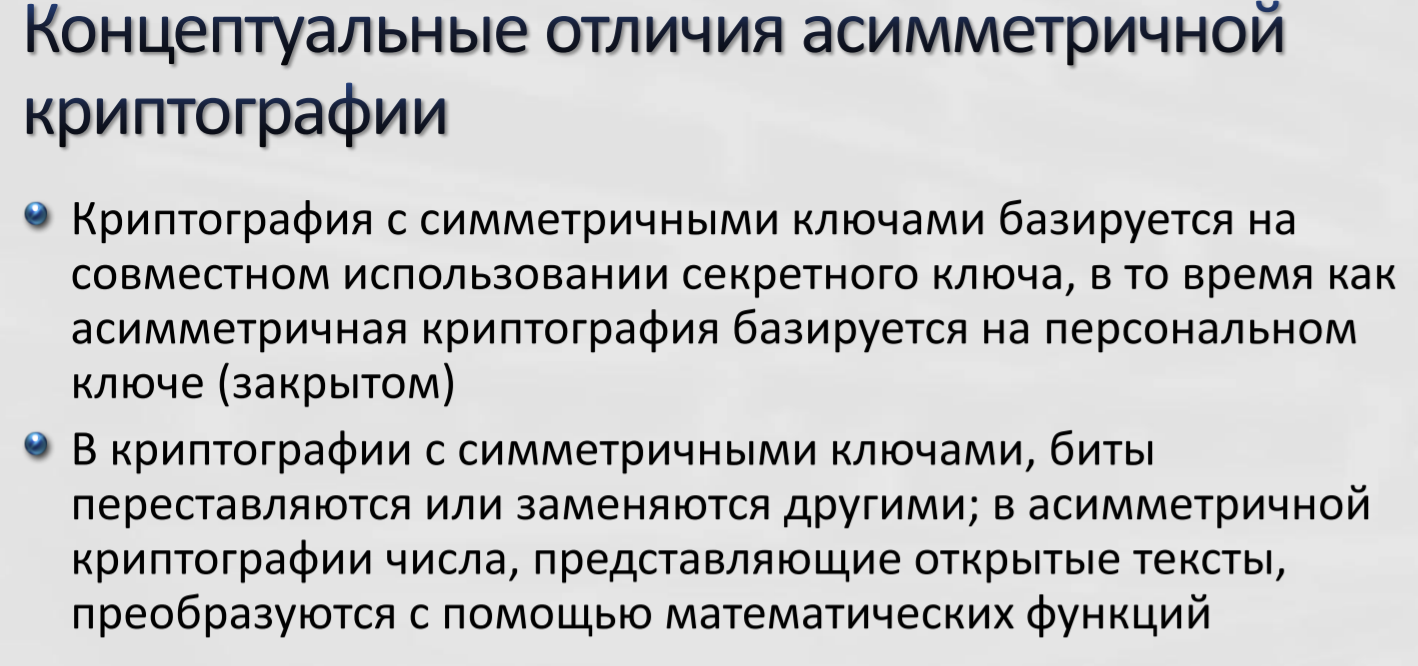 Концептуальные отличия асимметричной
криптографии
Криптография с симметричными ключами базируется на
совместном использовании секретного ключа, в то время как
асимметричная криптография базируется на персональном
ключе (закрытом)
В криптографии с симметричными ключами, биты
переставляются или заменяются другими; в асимметричной
криптографии числа, представляющие открытые тексты,
преобразуются с помощью математических функций